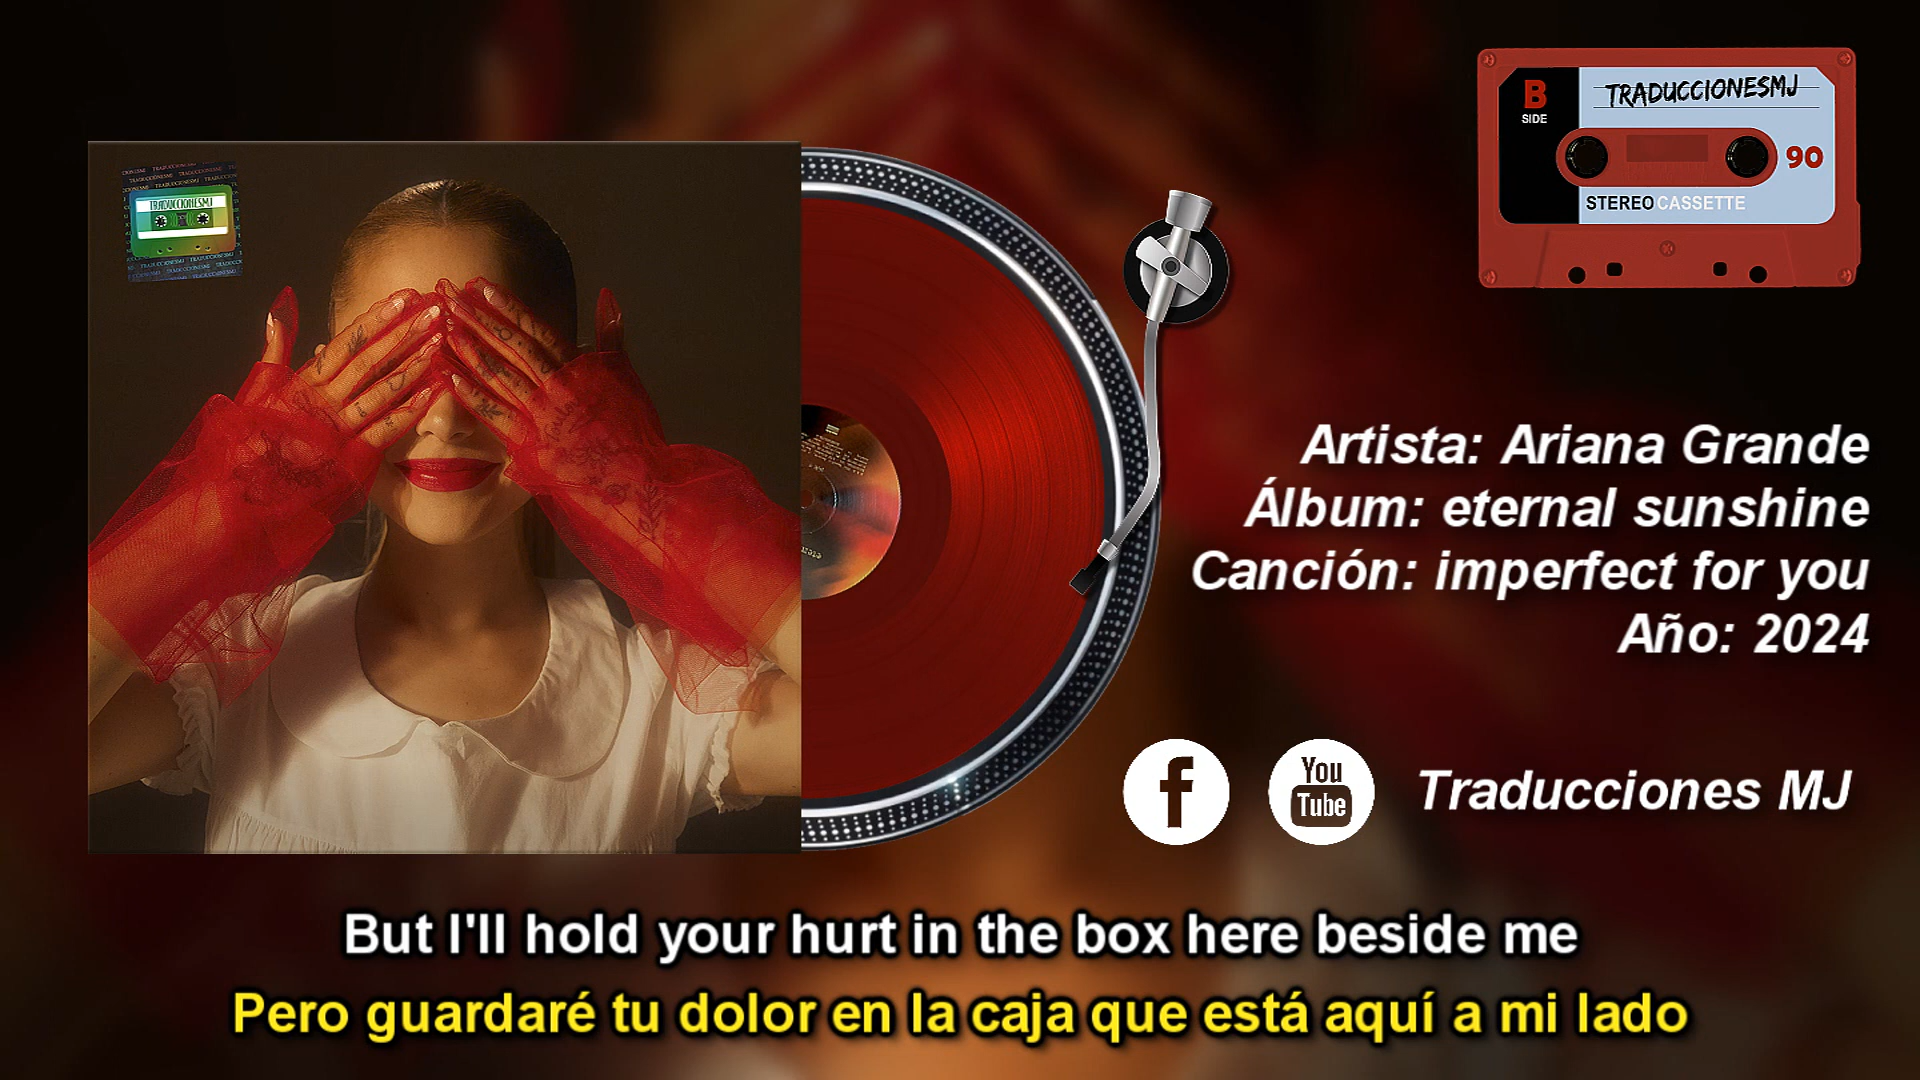 TRADUCCIONESMJ
B
SIDE
TRADUCCIONESMJ
90
STEREO CASSETTE
Artista: Ariana Grande
Álbum: eternal sunshine
Canción: imperfect for you
Año: 2024
You
Tube
Traducciones MJ
But I'll hold your hurt in the box here beside me
Pero guardaré tu dolor en la caja que está aquí a mi lado